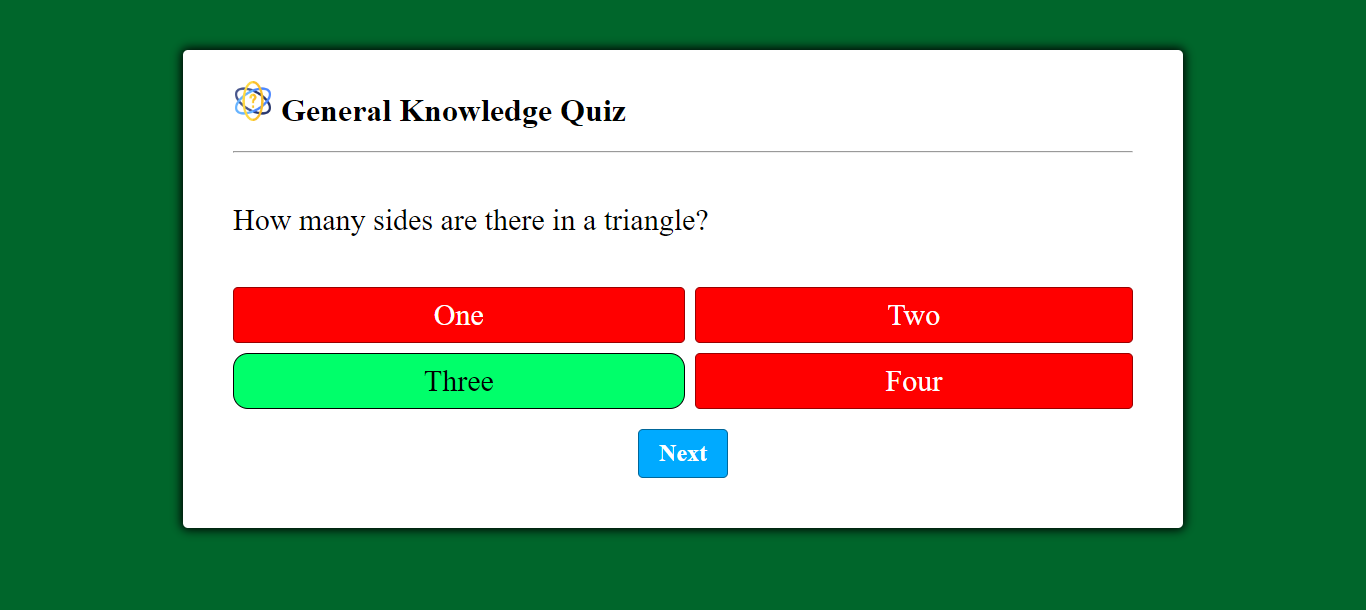 General Knowledge Quiz
How many sides are there in a triangle?
One
Two
Three
Four
Next